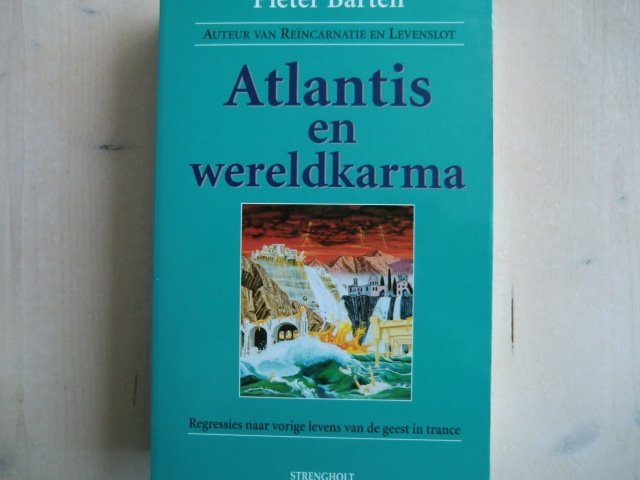 Pieter Barten
AUTEUR VAN REÏNCARNATIE EN LEVENSLOT
Atlantis
en
wereldkarma
Regressies naar vorige levens van de geest in trance
STRENGHOLT